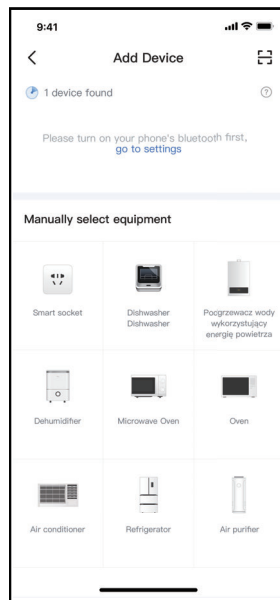 9:41
Add Device
1 device found
Please turn on your phone's bluetooth first,
go to settings
Manually select equipment
Smart socket
Dishwasher
Dishwasher
Pocgrzewacz wody
wykorzystujący
energię powietrza
Dehumidifier
Microwave Oven
Oven
Air conditioner
Refrigerator
Air purifier